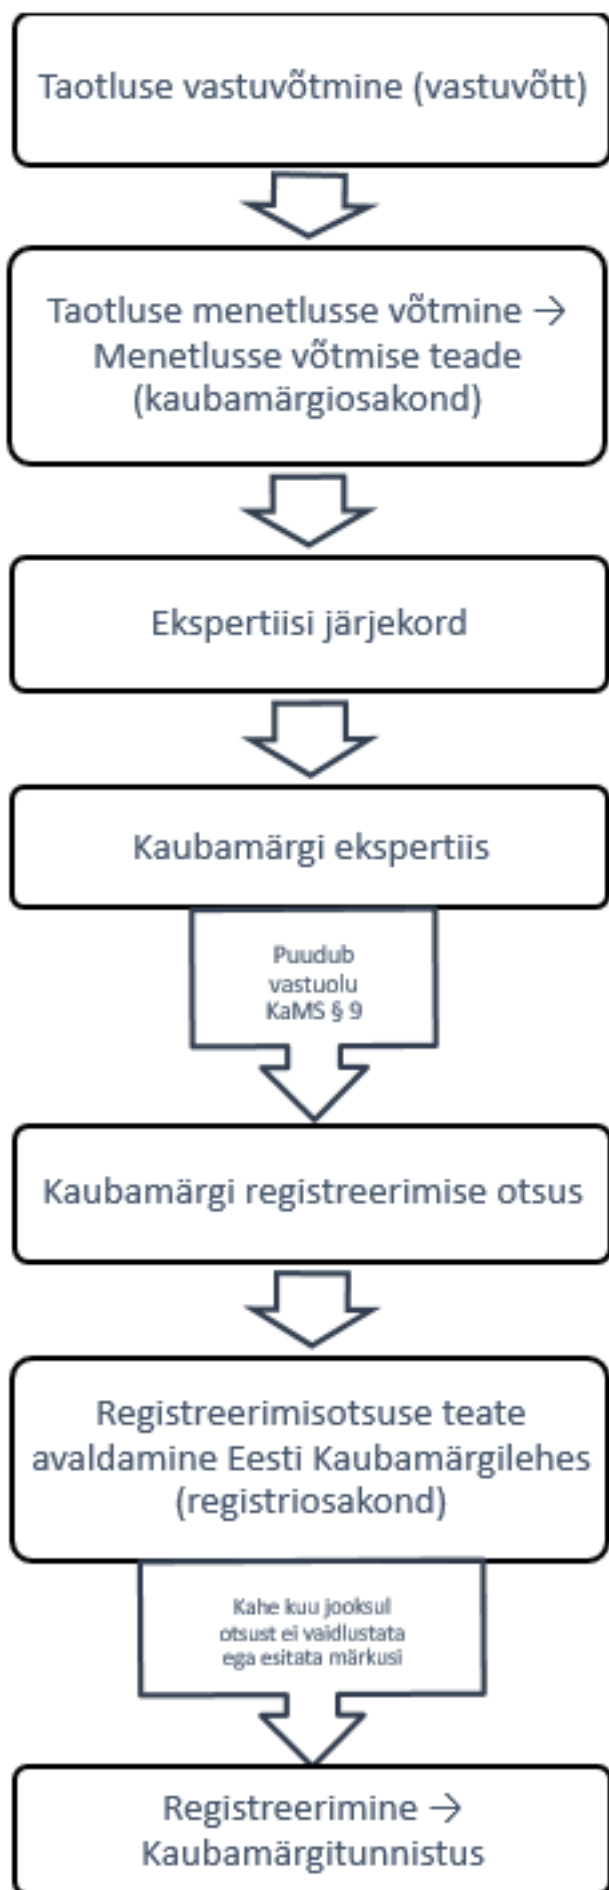 Taotluse vastuvõtmine (vastuvõtt)
Taotluse menetlusse võtmine →
Menetlusse võtmise teade
(kaubamärgiosakond)
Ekspertiisi järjekord
Kaubamärgi ekspertiis
Puudub
vastuolu
KaMS § 9
Kaubamärgi registreerimise otsus
Registreerimisotsuse teate
avaldamine Eesti Kaubamärgilehes
(registriosakond)
Kahe kuu jooksul
otsust ei vaidlustata
ega esitata märkusi
Registreerimine →
Kaubamärgitunnistus